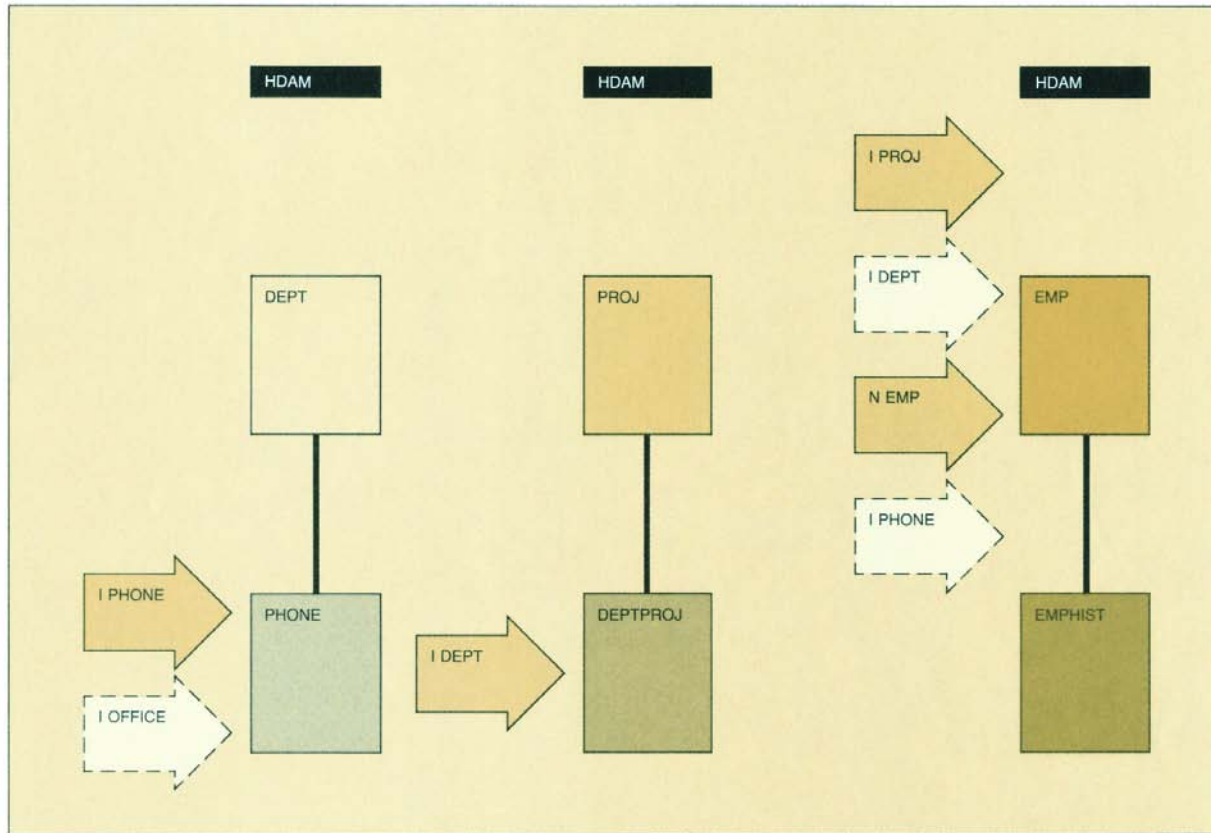 HDAM
HDAM
HDAM
I PROJ
I DEPT
DEPT
PROJ
EMP
N EMP
I PHONE
I PHONE
PHONE
I DEPT
DEPTPROJ
EMPHIST
I OFFICE